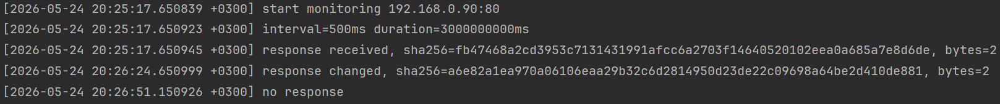 [2026-05-24 20:25:17.650839 +0300] start monitoring 192.168.0.90:80
[2026-05-24 20:25:17.650923 +0300] interval=500ms duration=3000000000ms
[2026-05-24 20:25:17.650945 +0300] response received, sha256=fb47468a2cd3953c7131431991afcc6a2703f14640520102eea0a685a7e8d6de, bytes=2
[2026-05-24 20:26:24.650999 +0300] response changed, sha256=a6e82a1ea970a06106eaa29b32c6d2814950d23de22c09698a64be2d410de881, bytes=2
[2026-05-24 20:26:51.150926 +0300] no response